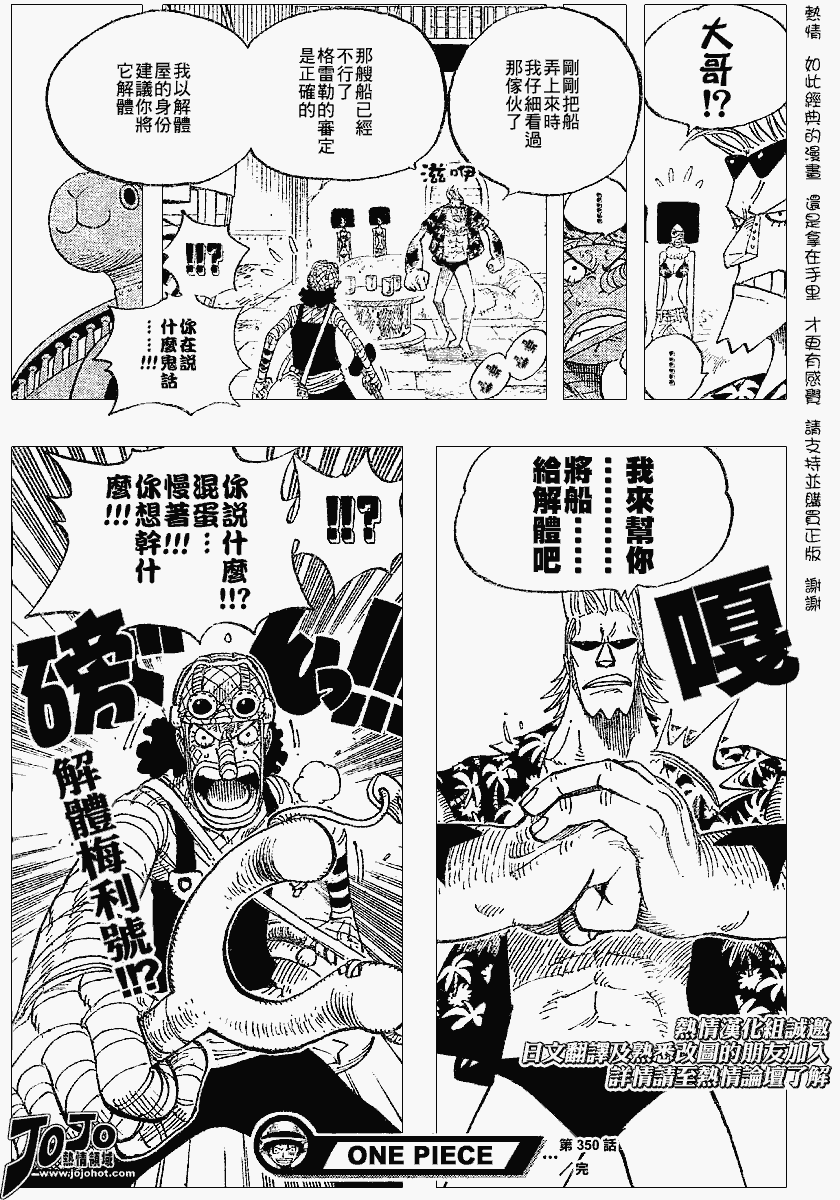 大哥!?
剛剛把船
弄上來時
我仔細看過
那傢伙了
那艘船已經
不行了
格雷勒的審定
是正確的
我以解體
屋的身份
建議你將
它解體
滋咿
!!?
你在說
什麼鬼話
……!!!
我來幫你
…………
將船……
給解體吧
嘎
!!?
你說什麼!!?
混蛋…
慢著!!!
你想幹什
麼!!!
磅
解體梅利號!!?
熱情 如此經典的漫畫 還是拿在手里 才更有感覺 請支持並購買正版 謝謝
熱情漢化組誠邀
日文翻譯及熟悉改圖的朋友加入
詳情請至熱情論壇了解
JOJO
熱情領域
www.jojohot.com
ONE PIECE
…
第 350 話
完